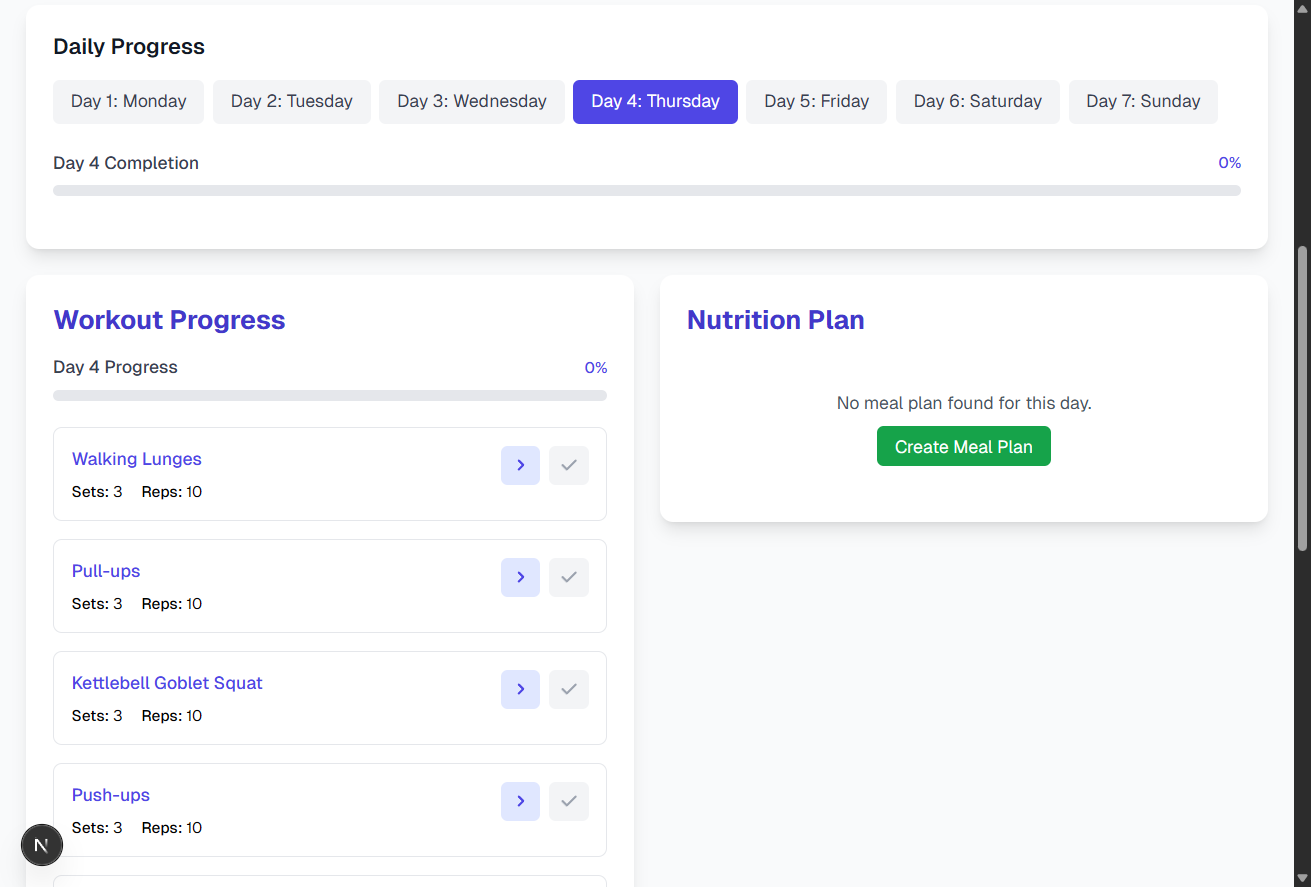 Daily Progress
Day 1: Monday
Day 2: Tuesday
Day 3: Wednesday
Day 4: Thursday
Day 5: Friday
Day 6: Saturday
Day 7: Sunday
Day 4 Completion
0%
Workout Progress
Day 4 Progress
0%
Walking Lunges
Sets: 3 Reps: 10
Pull-ups
Sets: 3 Reps: 10
Kettlebell Goblet Squat
Sets: 3 Reps: 10
Push-ups
Sets: 3 Reps: 10
Nutrition Plan
No meal plan found for this day.
Create Meal Plan
N